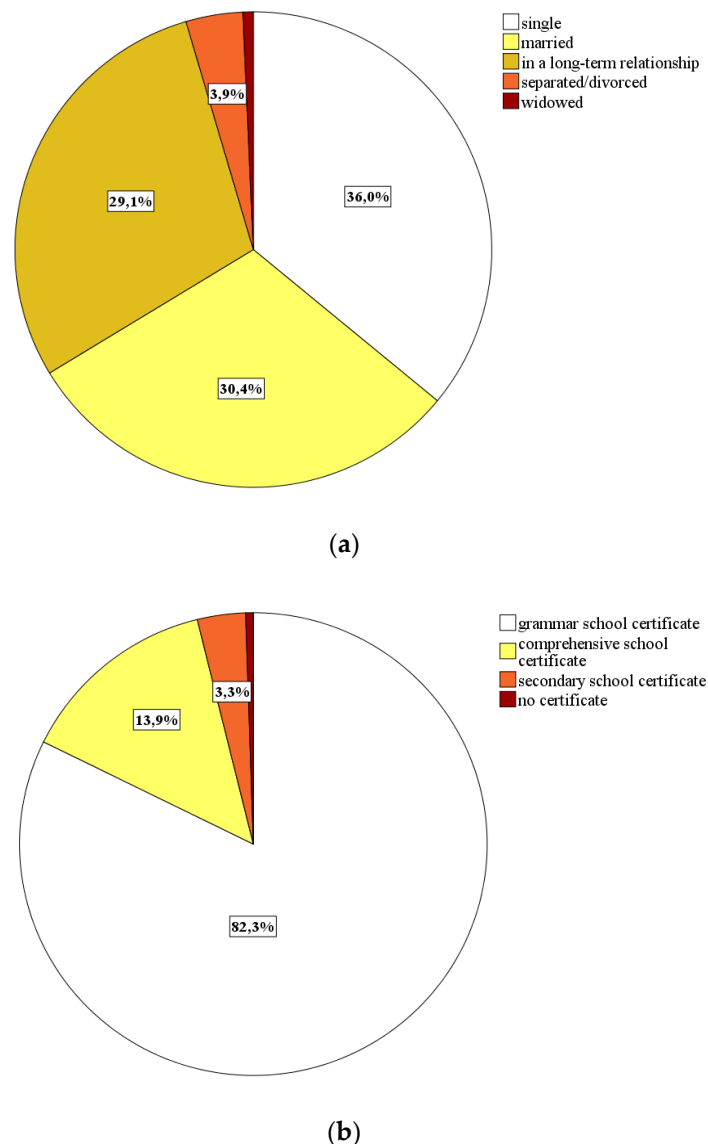 single
married
in a long-term relationship
separated/divorced
widowed
3,9%
36,0%
29,1%
30,4%
(a)
grammar school certificate
comprehensive school
certificate
secondary school certificate
no certificate
3,3%
13,9%
82,3%
(b)